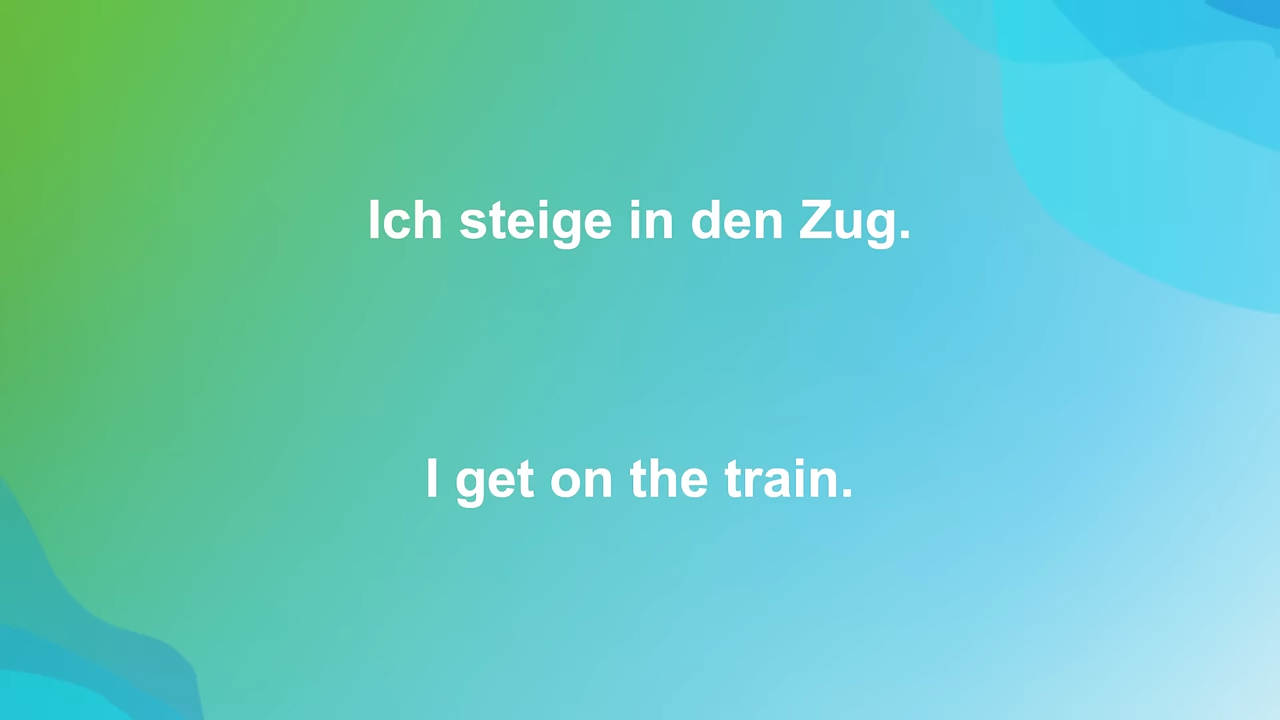 Ich steige in den Zug.
I get on the train.